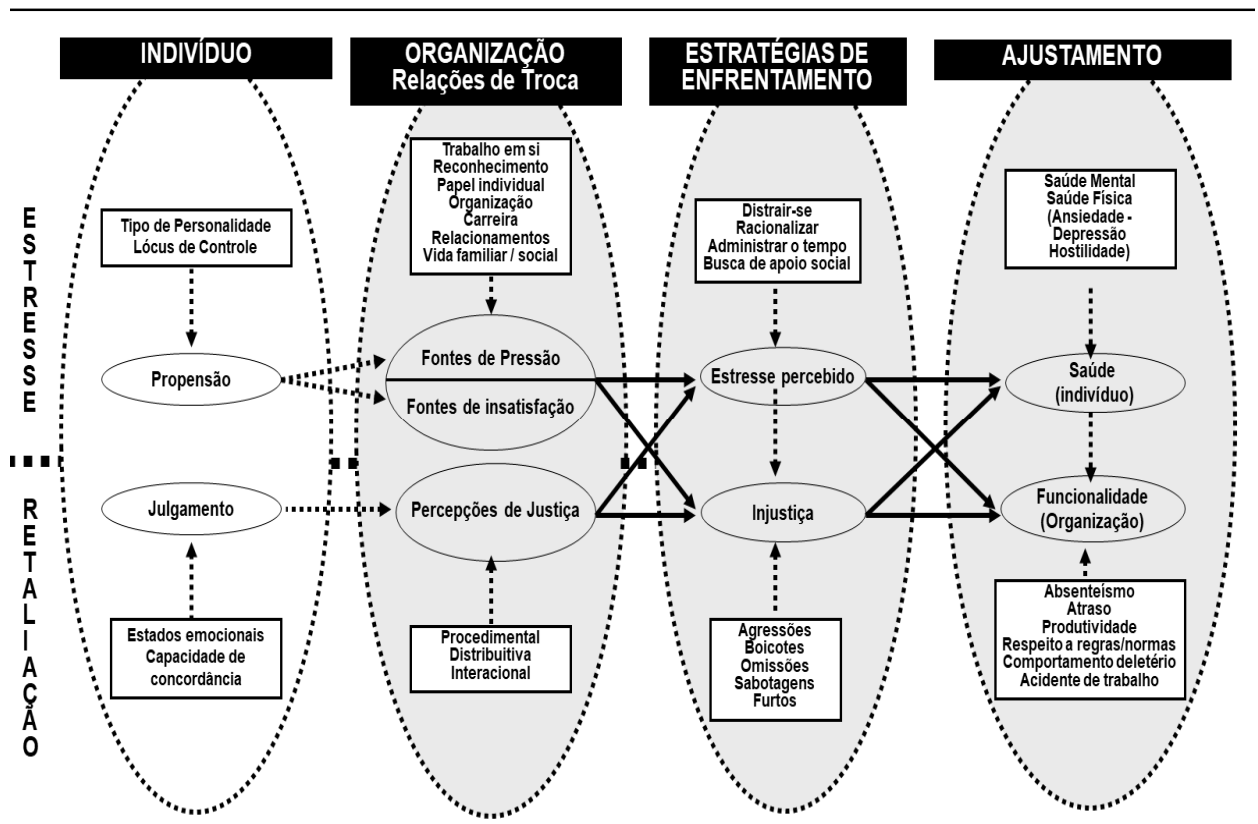 INDIVÍDUO
ORGANIZAÇÃO
Relações de Troca
ESTRATÉGIAS DE
ENFRENTAMENTO
AJUSTAMENTO
ESTRESSE
Tipo de Personalidade
Lócus de Controle
Trabalho em si
Reconhecimento
Papel individual
Organização
Carreira
Relacionamentos
Vida familiar / social
Distrair-se
Racionalizar
Administrar o tempo
Busca de apoio social
Saúde Mental
Saúde Física
(Ansiedade -
Depressão
Hostilidade)
Propensão
Fontes de Pressão
Fontes de insatisfação
Estresse percebido
Saúde
(indivíduo)
RETALIAÇÃO
Julgamento
Percepções de Justiça
Injustiça
Funcionalidade
(Organização)
Estados emocionais
Capacidade de
concordância
Procedimental
Distributiva
Interacional
Agressões
Boicotes
Omissões
Sabotagens
Furtos
Absenteísmo
Atraso
Produtividade
Respeito a regras/normas
Comportamento deletério
Acidente de trabalho